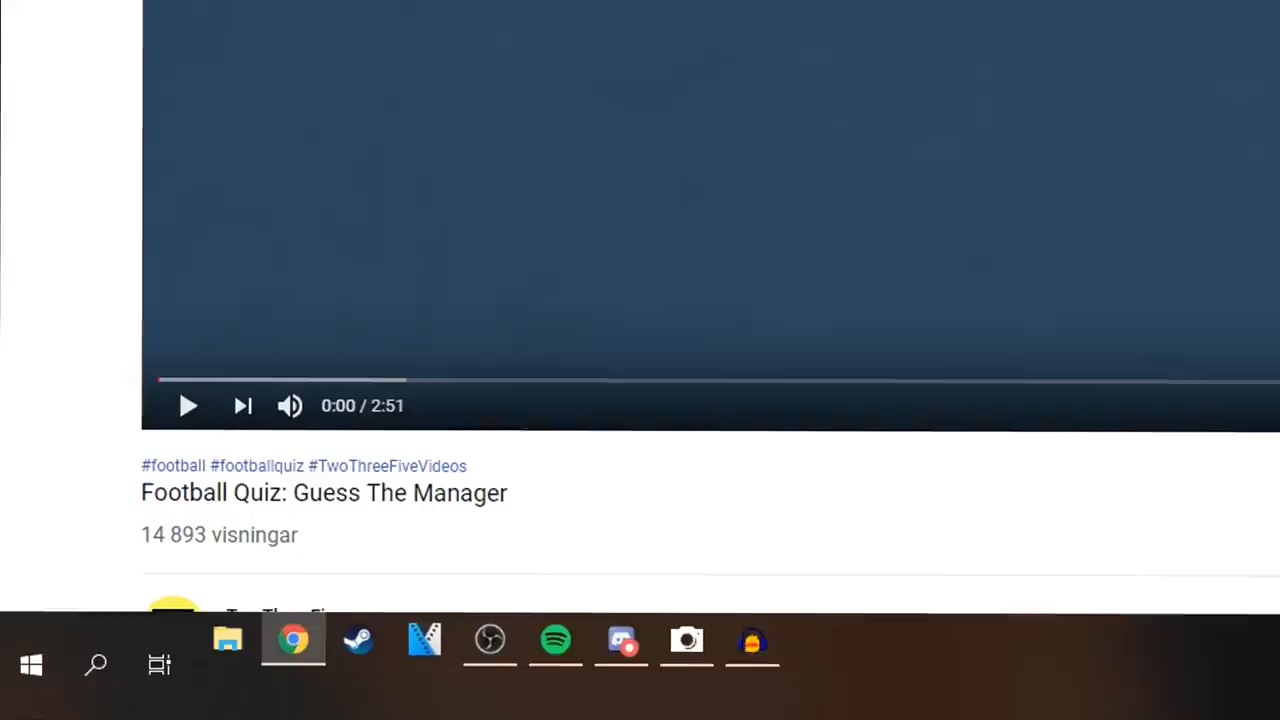 0:00 / 2:51
#football #footballquiz #TwoThreeFiveVideos
Football Quiz: Guess The Manager
14 893 visningar